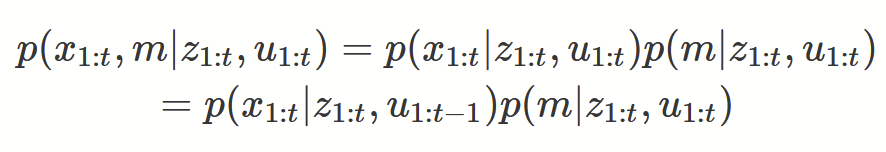 p(x_{1:t}, m|z_{1:t}, u_{1:t}) = p(x_{1:t}|z_{1:t}, u_{1:t})p(m|z_{1:t}, u_{1:t})
= p(x_{1:t}|z_{1:t}, u_{1:t−1})p(m|z_{1:t}, u_{1:t})